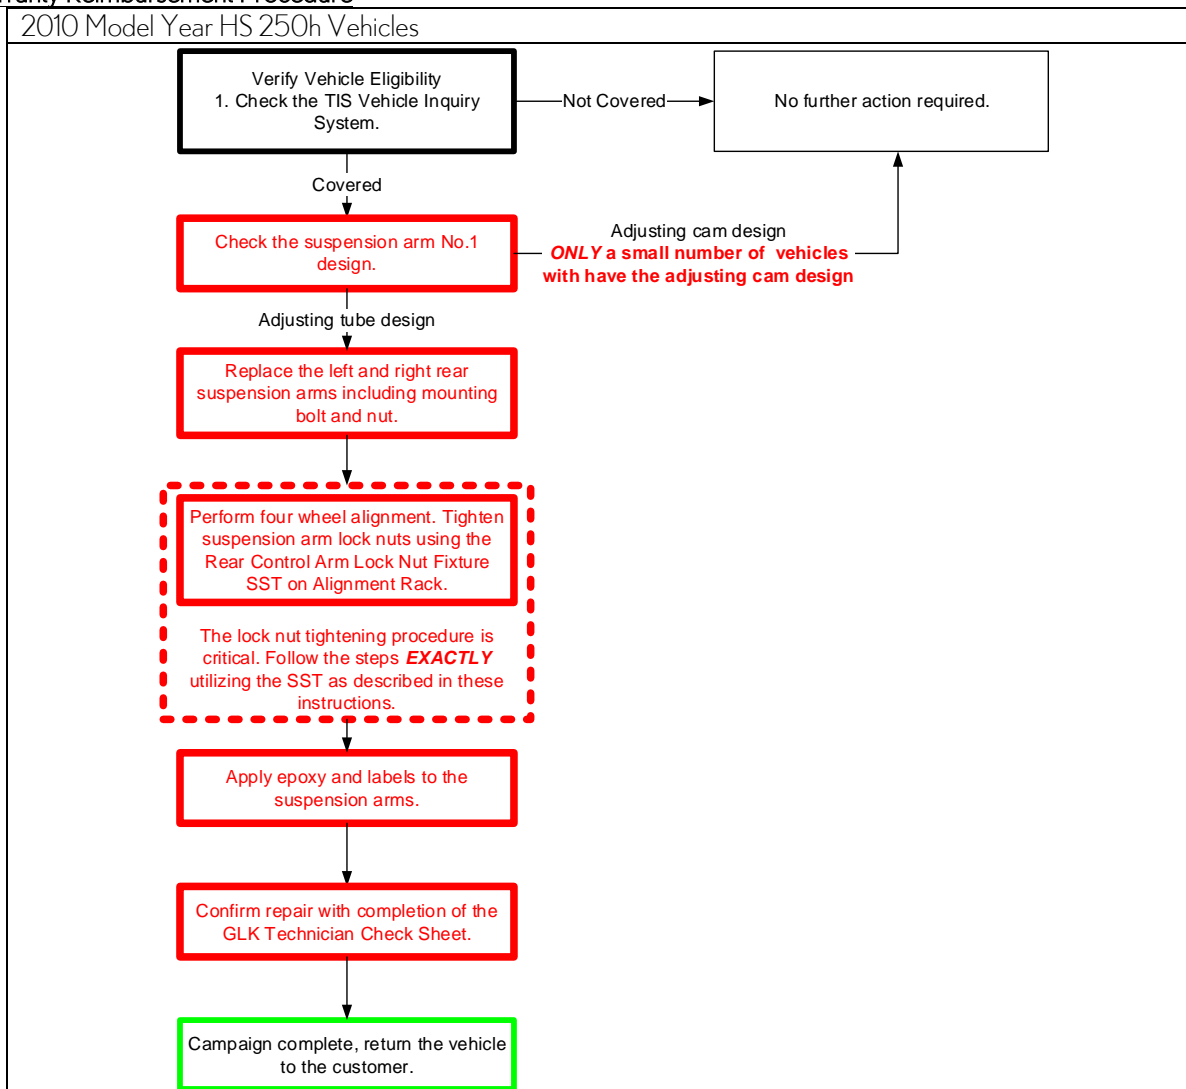 Reimbursement Procedure
2010 Model Year HS 250h Vehicles
Verify Vehicle Eligibility
1. Check the TIS Vehicle Inquiry
System.
Not Covered
No further action required.
Covered
Check the suspension arm No.1
design.
Adjusting cam design
ONLY a small number of vehicles
with have the adjusting cam design
Adjusting tube design
Replace the left and right rear
suspension arms including mounting
bolt and nut.
Perform four wheel alignment. Tighten
suspension arm lock nuts using the
Rear Control Arm Lock Nut Fixture
SST on Alignment Rack.
The lock nut tightening procedure is
critical. Follow the steps EXACTLY
utilizing the SST as described in these
instructions.
Apply epoxy and labels to the
suspension arms.
Confirm repair with completion of the
GLK Technician Check Sheet.
Campaign complete, return the vehicle
to the customer.